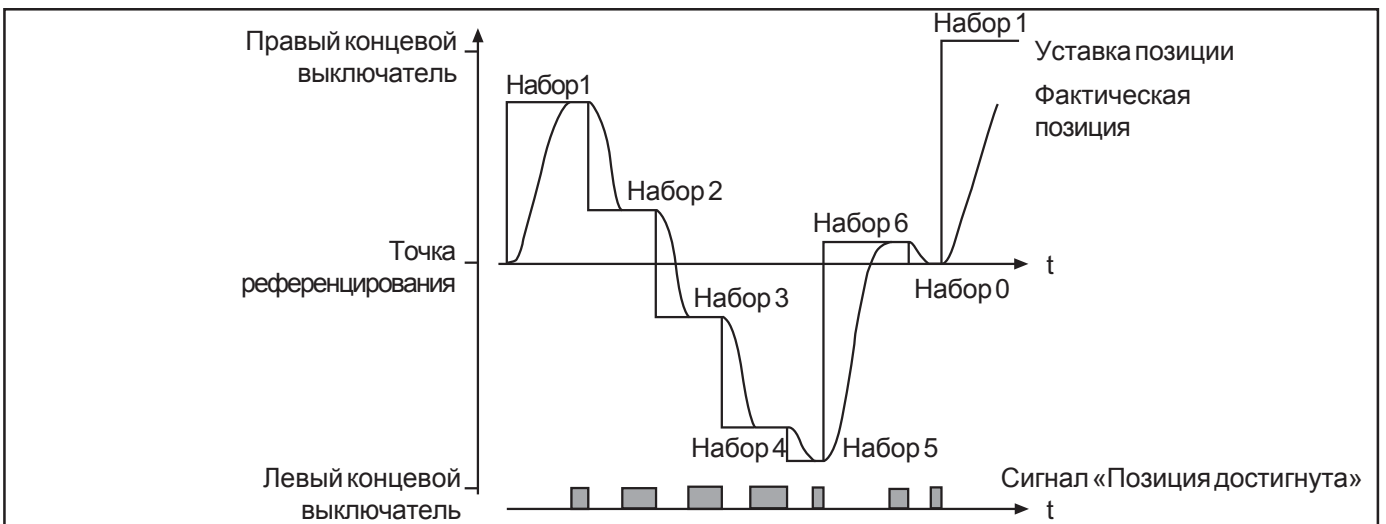 Набор 1
Правый концевой
выключатель
Уставка позиции
Набор1
Фактическая
позиция
Набор 2
Набор 6
Точка
референцирования
t
Набор 0
Набор 3
Набор 4
Набор 5
Левый концевой
выключатель
Сигнал «Позиция достигнута»
t